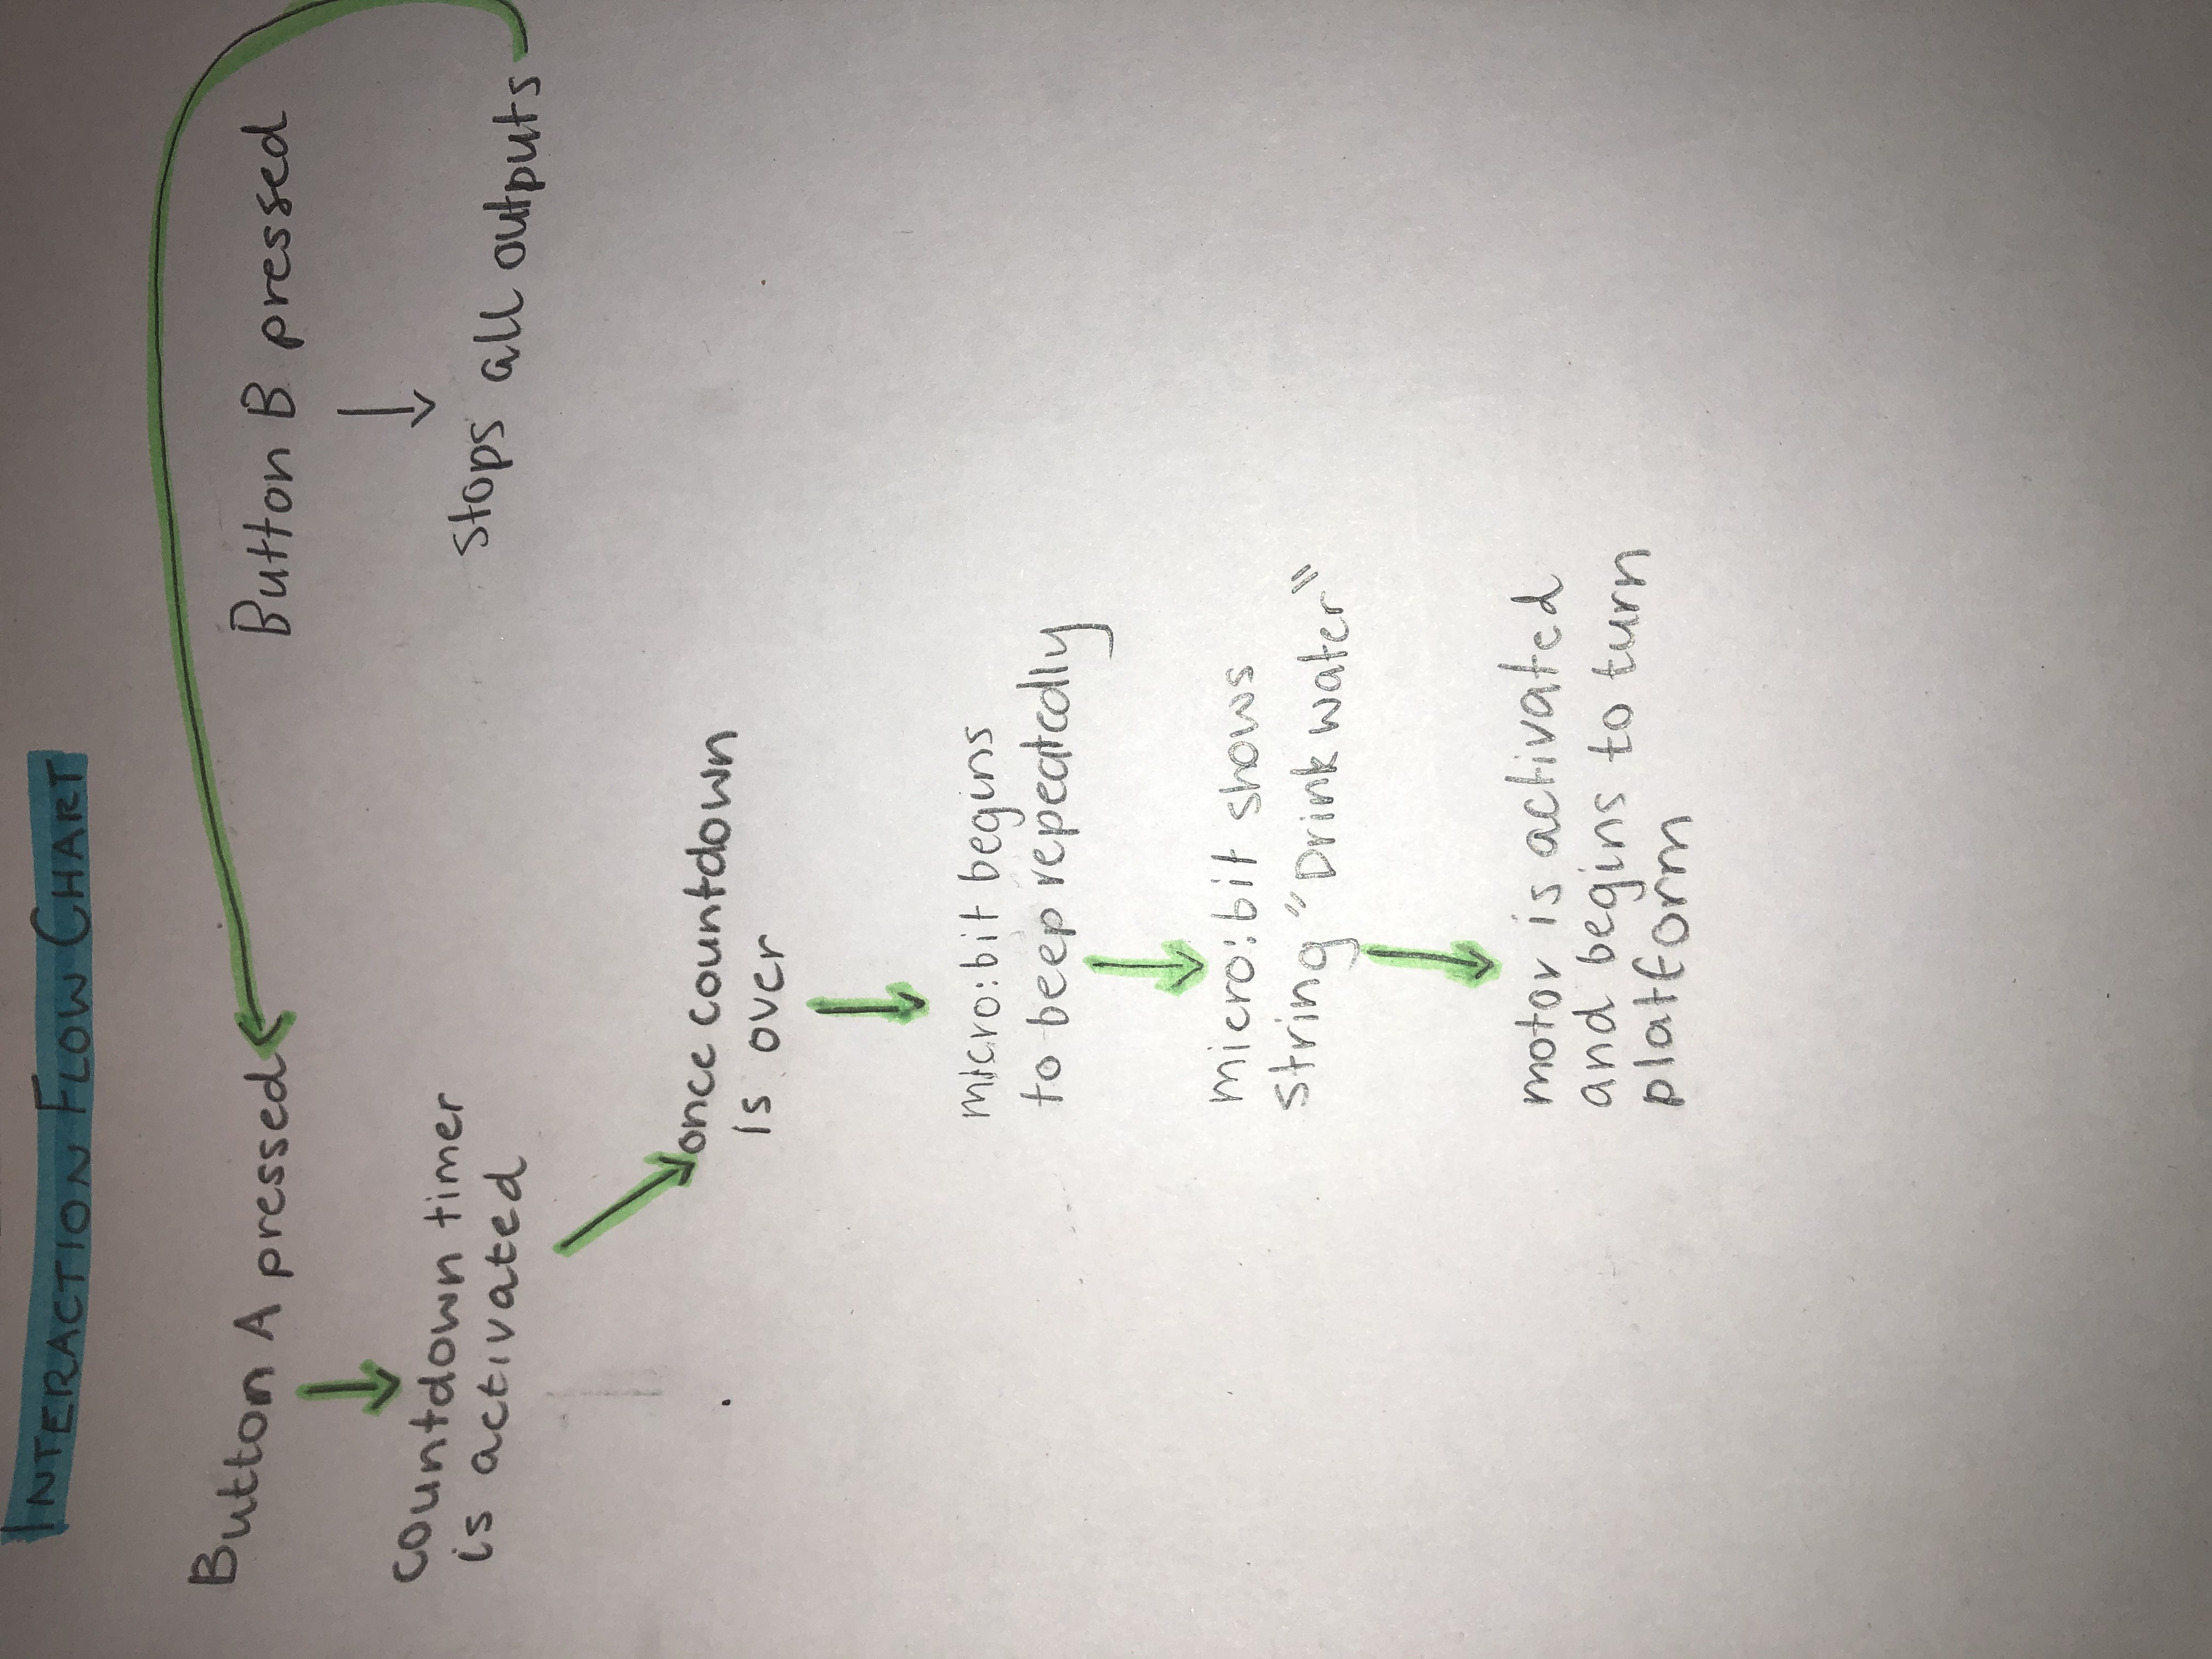 INTERACTION FLOW CHART
Button A pressed
countdown timer
is activated
once countdown
is over
micro:bit begins
to beep repeatedly
micro:bit shows
string "Drink water"
motor is activated
and begins to turn
platform
Button B pressed
stops all outputs